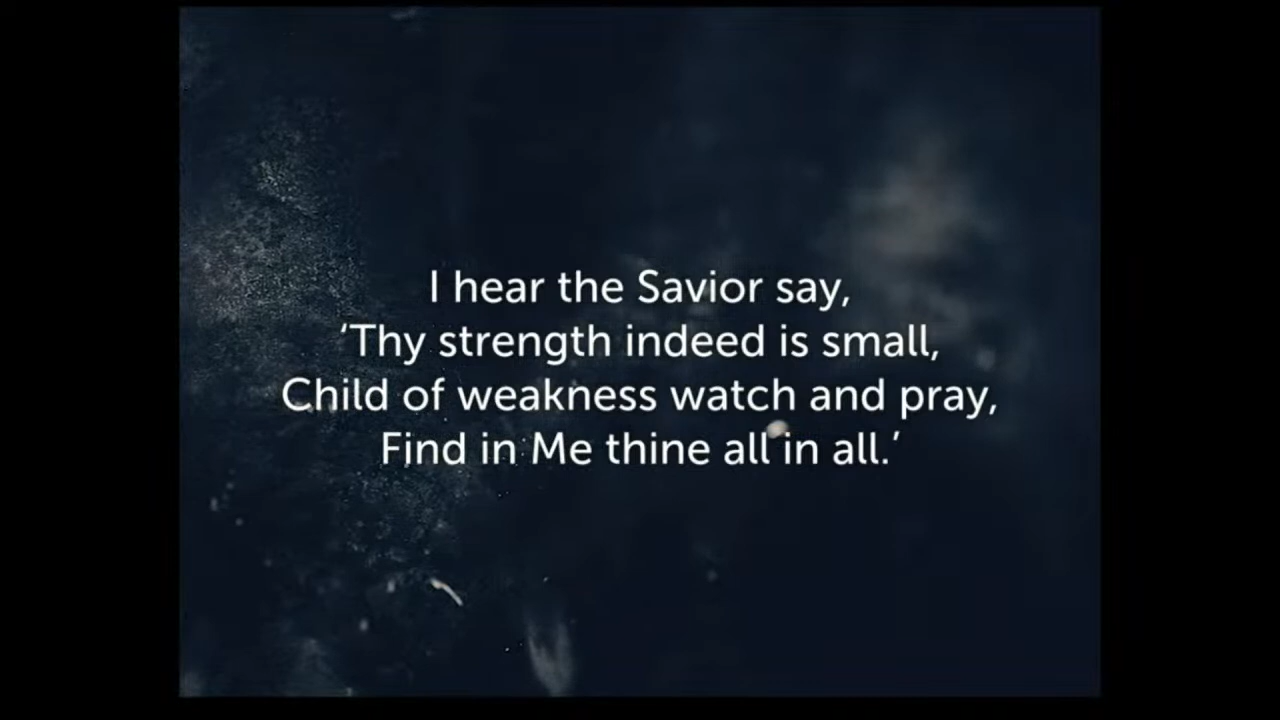 I hear the Savior say,
‘Thy strength indeed is small,
Child of weakness watch and pray,
Find in Me thine all in all.’